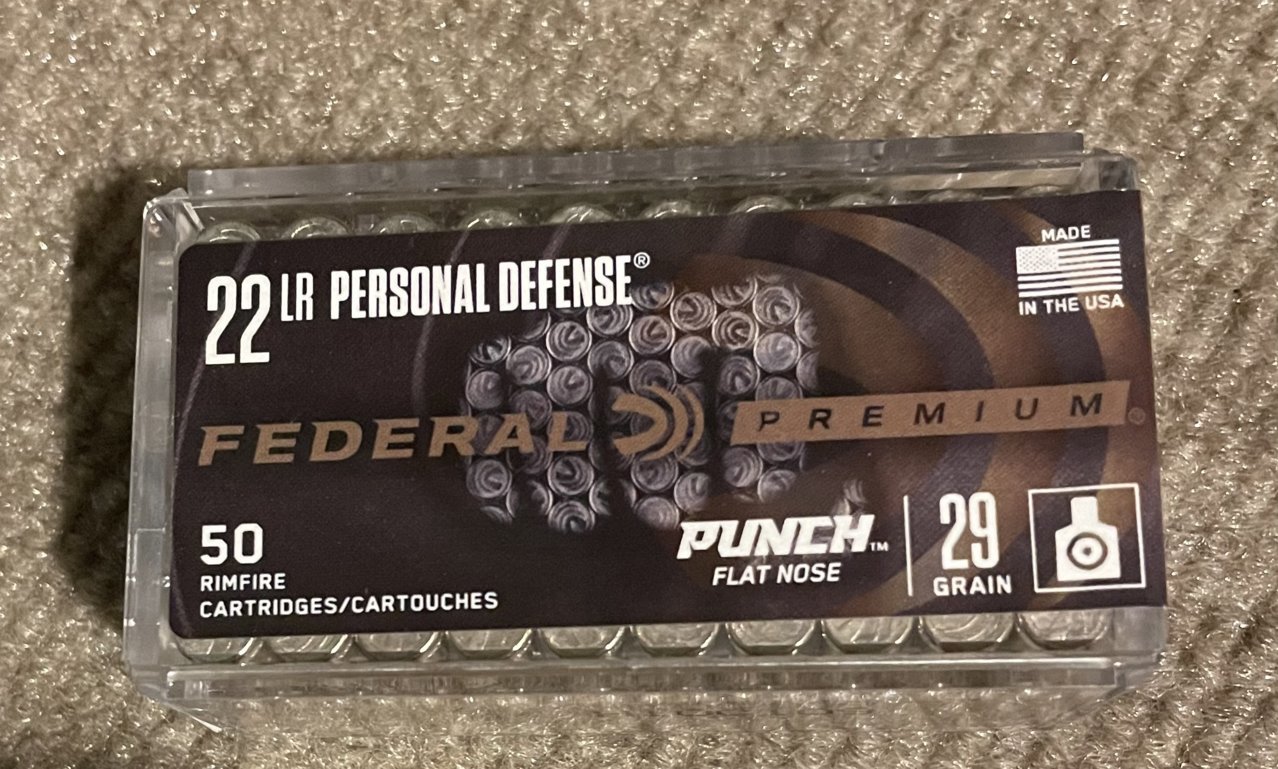 22 LR PERSONAL DEFENSE®
MADE
IN THE USA
FEDERAL PREMIUM®
50
RIMFIRE
CARTRIDGES/CARTOUCHES
PUNCH™
FLAT NOSE
29
GRAIN